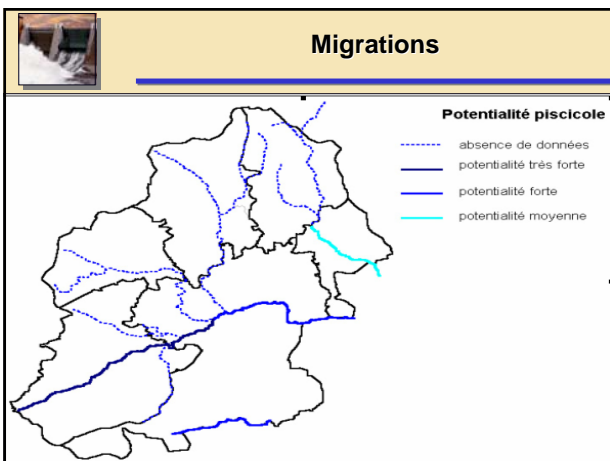 Migrations
Potentialité piscicole
absence de données
potentialité très forte
potentialité forte
potentialité moyenne